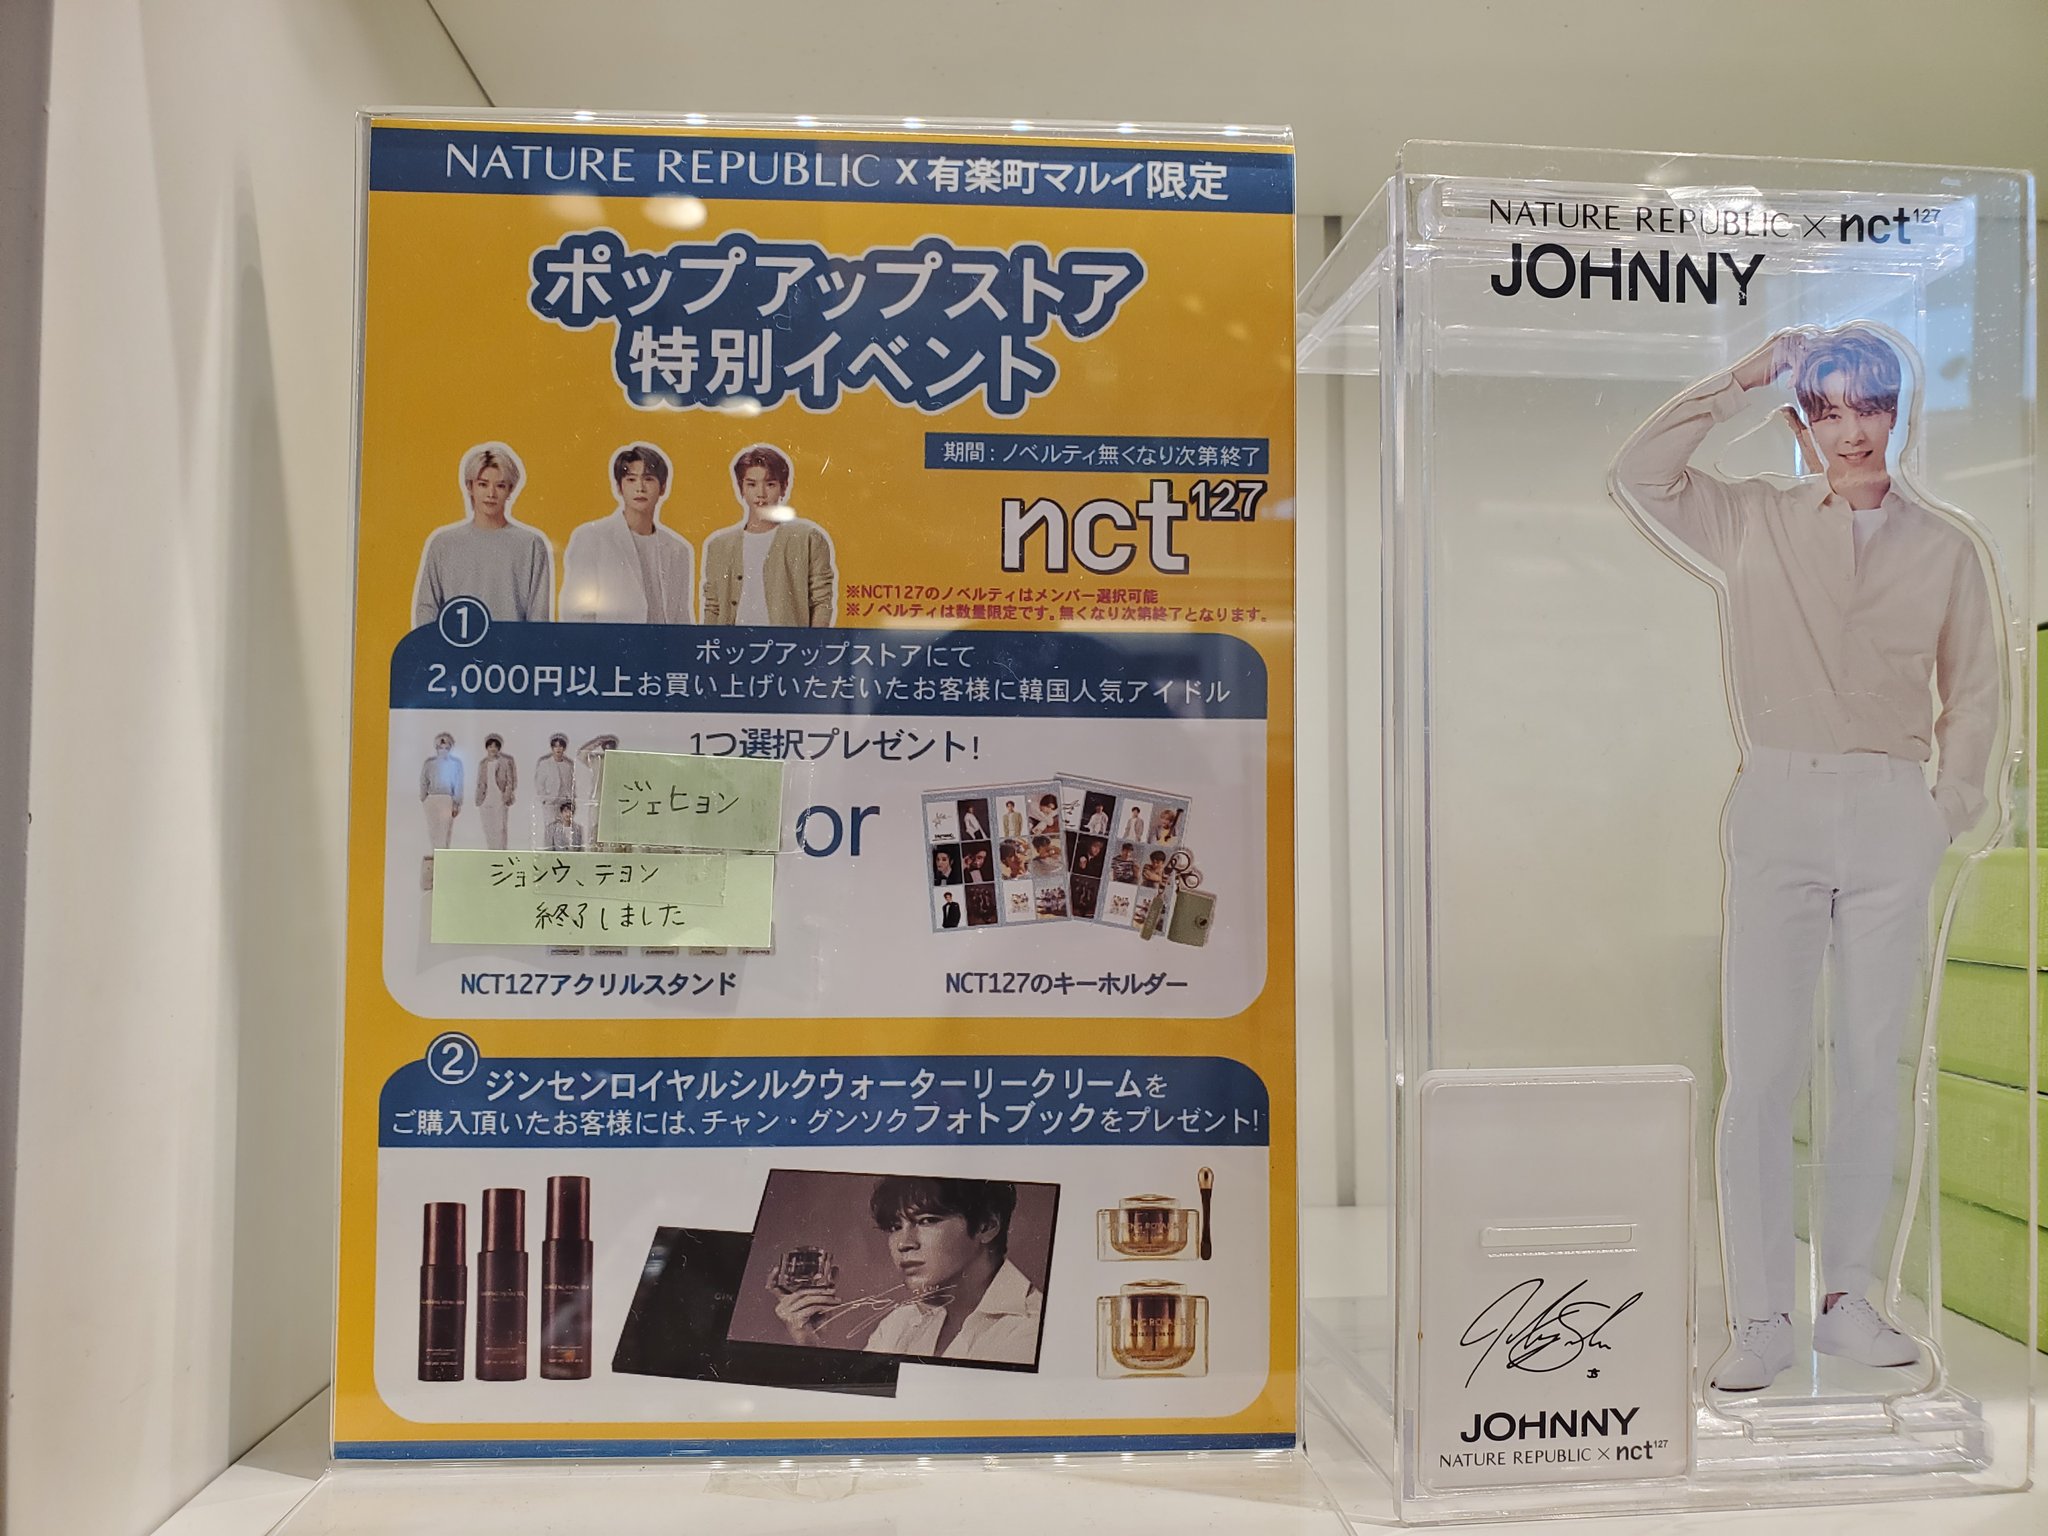 NATURE REPUBLIC x 有楽町マルイ限定
ポップアップストア
特別イベント
期間：ノベルティ無くなり次第終了
nct127
※NCT127のノベルティはメンバー選択可能
※ノベルティは数量限定です。無くなり次第終了となります。
①
ポップアップストアにて
2,000円以上お買い上げいただいたお客様に韓国人気アイドル
1つ選択プレゼント!
ジェヒョン
or
ジョンウ、テヨン
終了しました
NCT127アクリルスタンド
NCT127のキーホルダー
②
ジンセンロイヤルシルクウォーターリークリームを
ご購入頂いたお客様には、チャン・グンソクフォトブックをプレゼント!
NATURE REPUBLIC × nct127
JOHNNY
JOHNNY
NATURE REPUBLIC × nct127